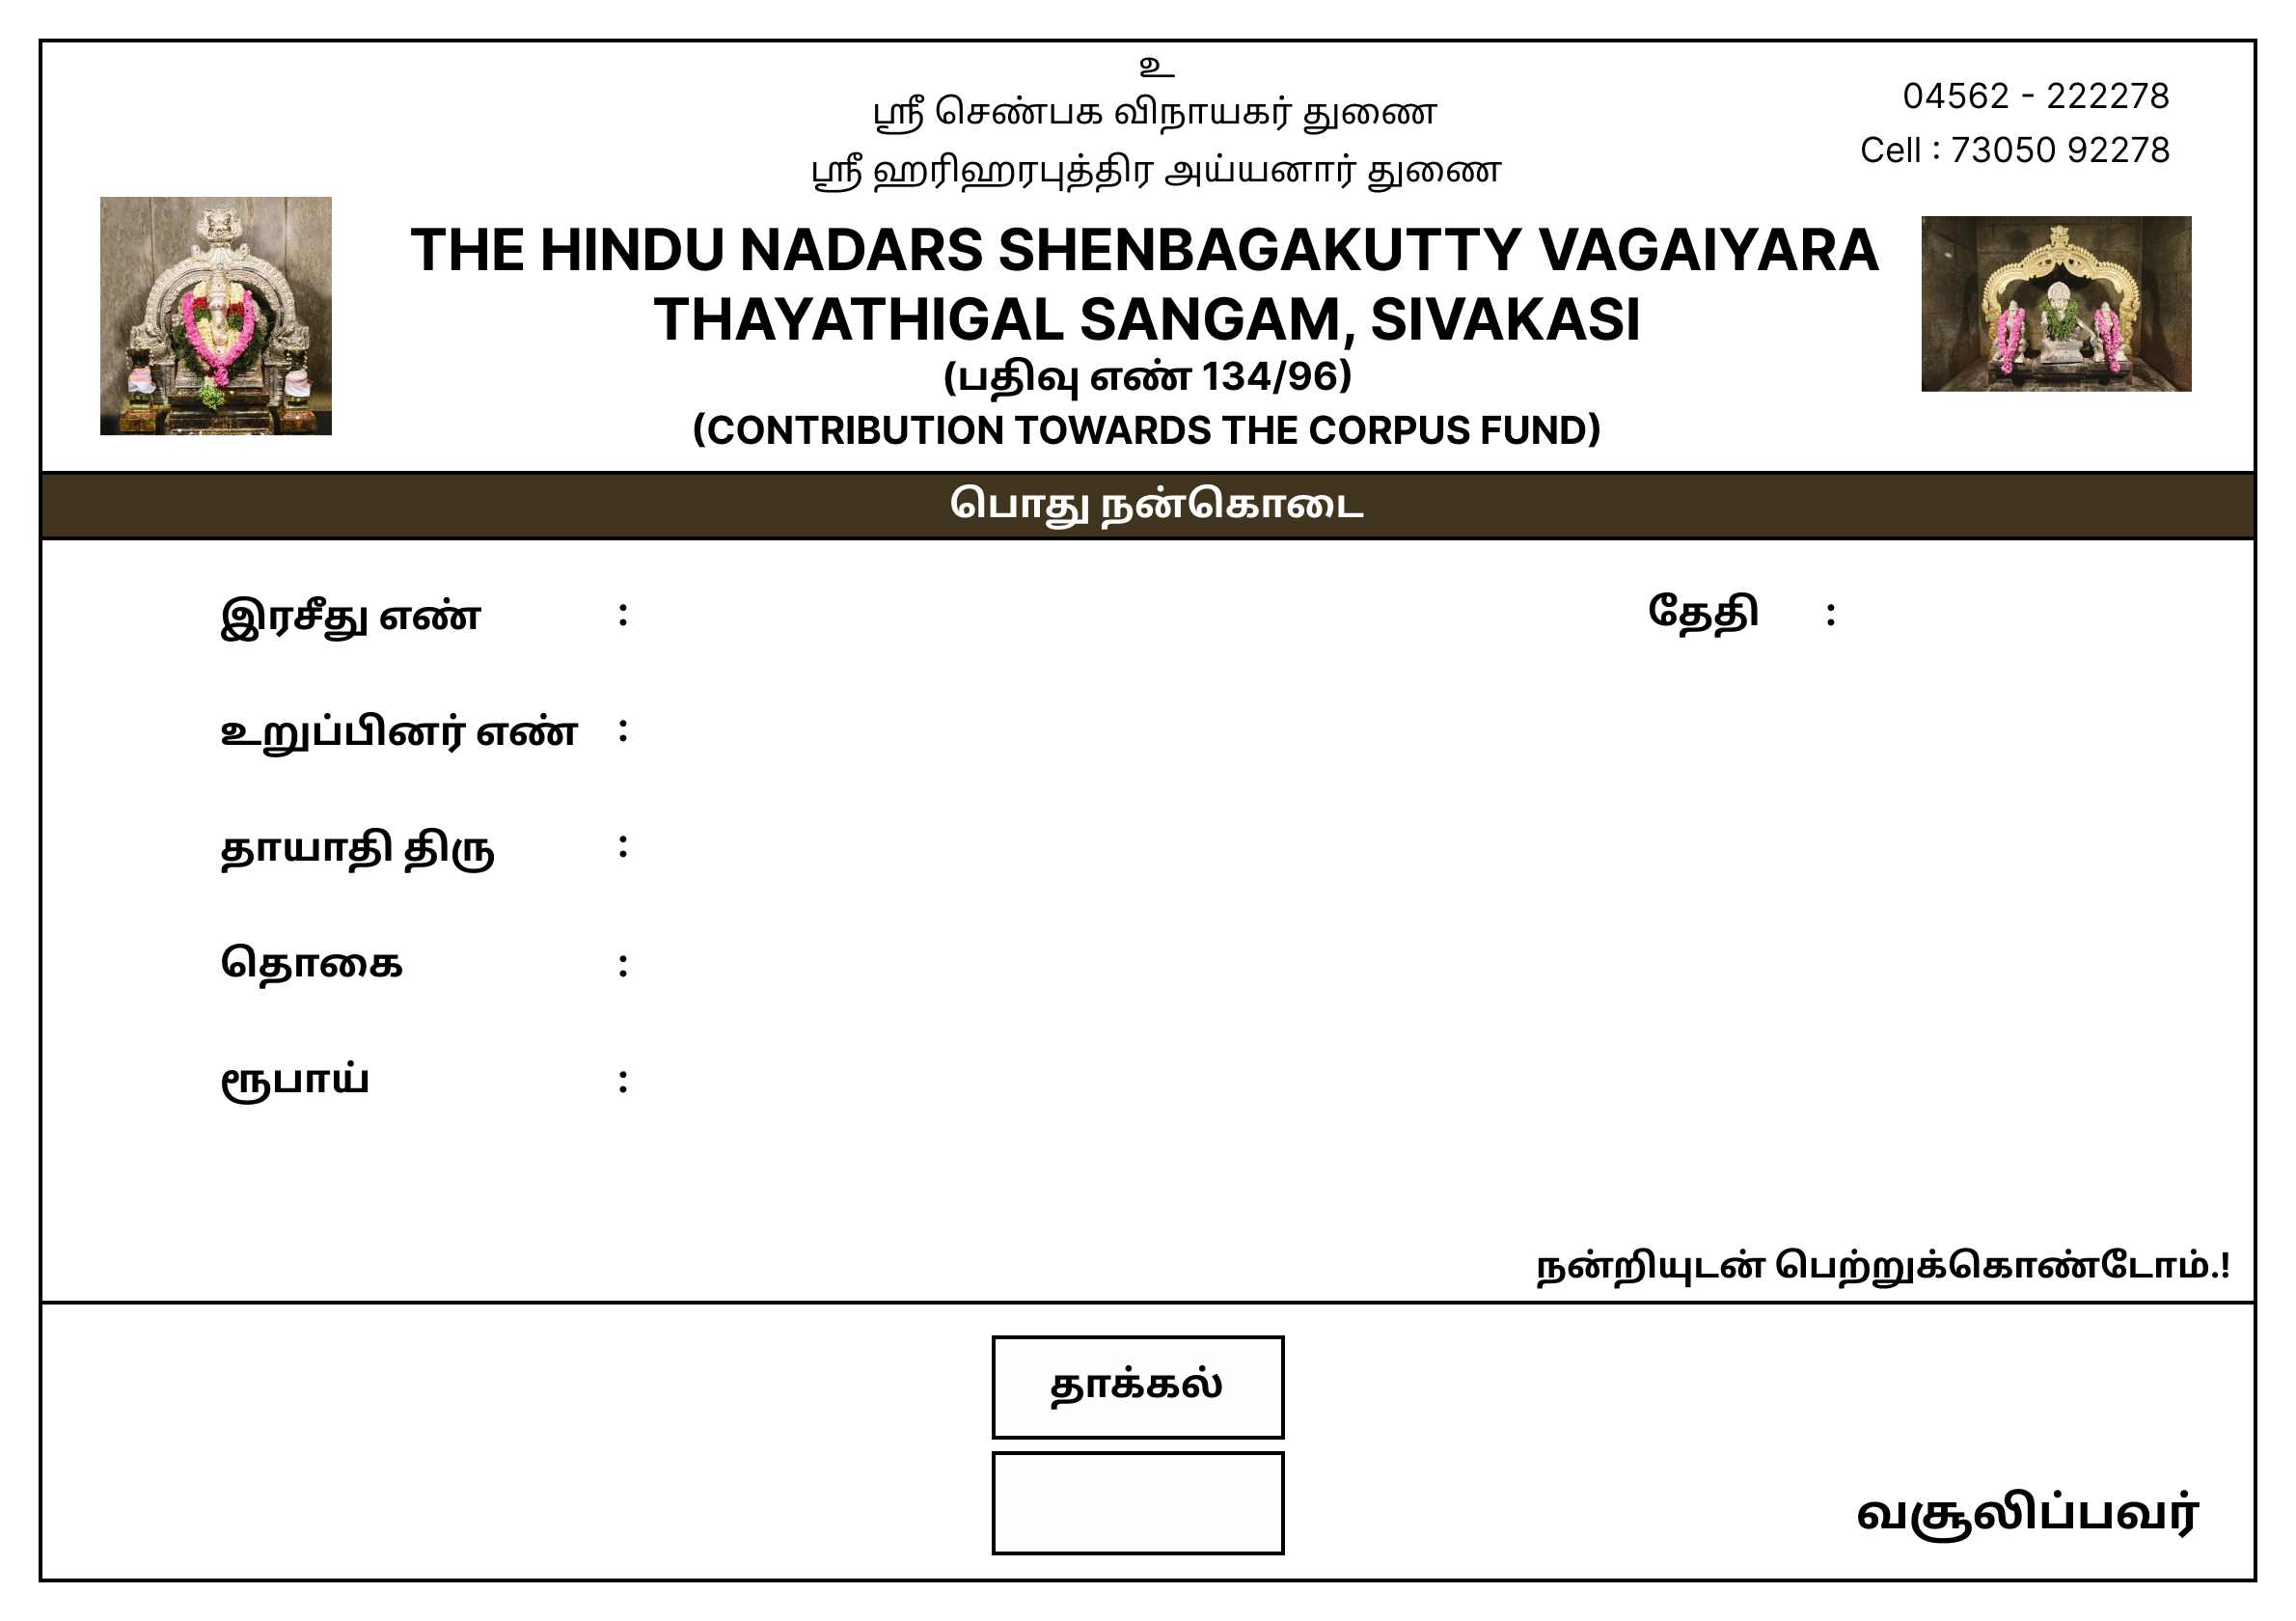 உ
ஸ்ரீ செண்பக விநாயகர் துணை
ஸ்ரீ ஹரிஹரபுத்திர அய்யனார் துணை
04562 - 222278
Cell : 73050 92278
THE HINDU NADARS SHENBAGAKUTTY VAGAIYARA
THAYATHIGAL SANGAM, SIVAKASI
(பதிவு எண் 134/96)
(CONTRIBUTION TOWARDS THE CORPUS FUND)
பொது நன்கொடை
இரசீது எண் : தேதி :
உறுப்பினர் எண் :
தாயாதி திரு :
தொகை :
ரூபாய் :
நன்றியுடன் பெற்றுக்கொண்டோம்.!
தாக்கல்
வசூலிப்பவர்